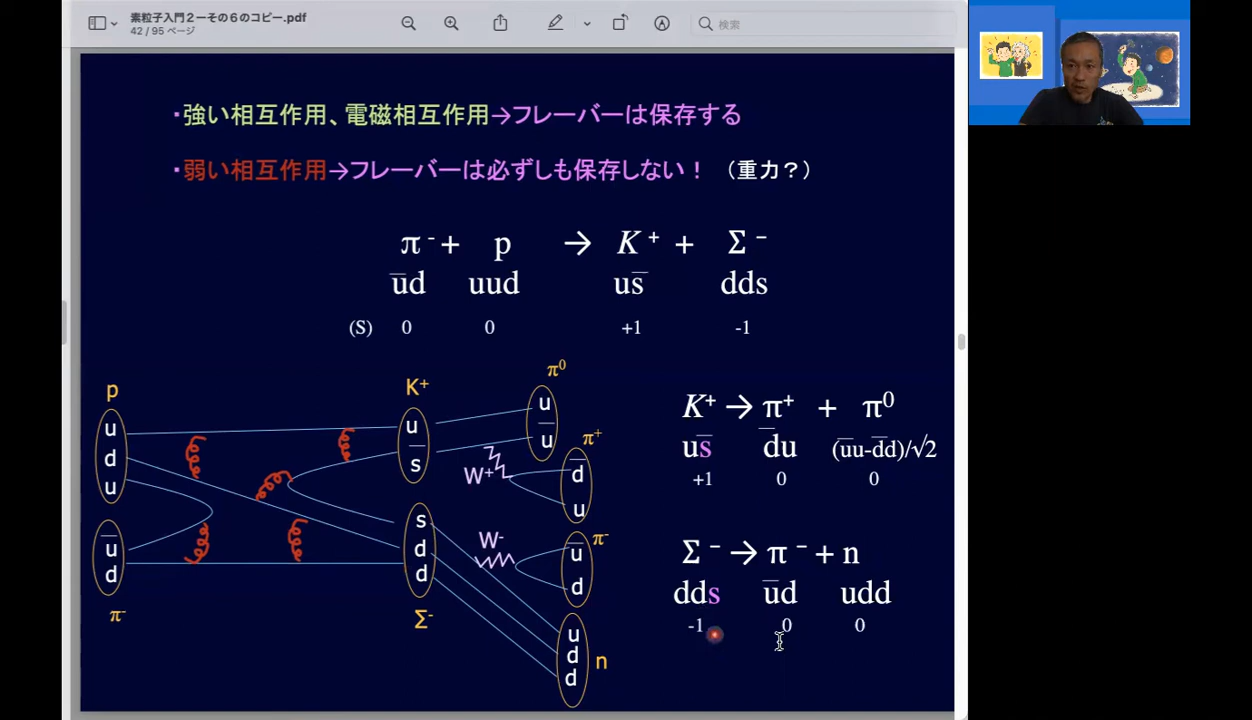 素粒子入門２ーその６のコピー.pdf
42 / 95 ページ
検索
・強い相互作用、電磁相互作用→フレーバーは保存する
・弱い相互作用→フレーバーは必ずしも保存しない！ （重力？）
π⁻ + p → K⁺ + Σ⁻
u̅d uud us̅ dds
(S) 0 0 +1 -1
p
u
d
u
u̅
d
π⁻
K⁺
u
s̅
s
d
d
Σ⁻
π⁰
u
u̅
W⁺
π⁺
d̅
u
W⁻
π⁻
u̅
d
u
d
d
n
K⁺ → π⁺ + π⁰
us̅ d̅u (u̅u-d̅d)/√2
+1 0 0
Σ⁻ → π⁻ + n
dds u̅d udd
-1 0 0